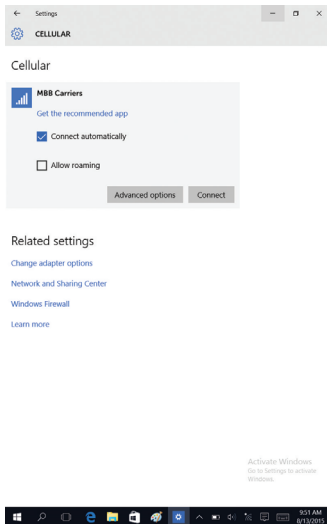 Settings
CELLULAR
Cellular
MBB Carriers
Get the recommended app
Connect automatically
Allow roaming
Advanced options
Connect
Related settings
Change adapter options
Network and Sharing Center
Windows Firewall
Learn more
Activate Windows
Go to Settings to activate
Windows.
9:51 AM
8/13/2015